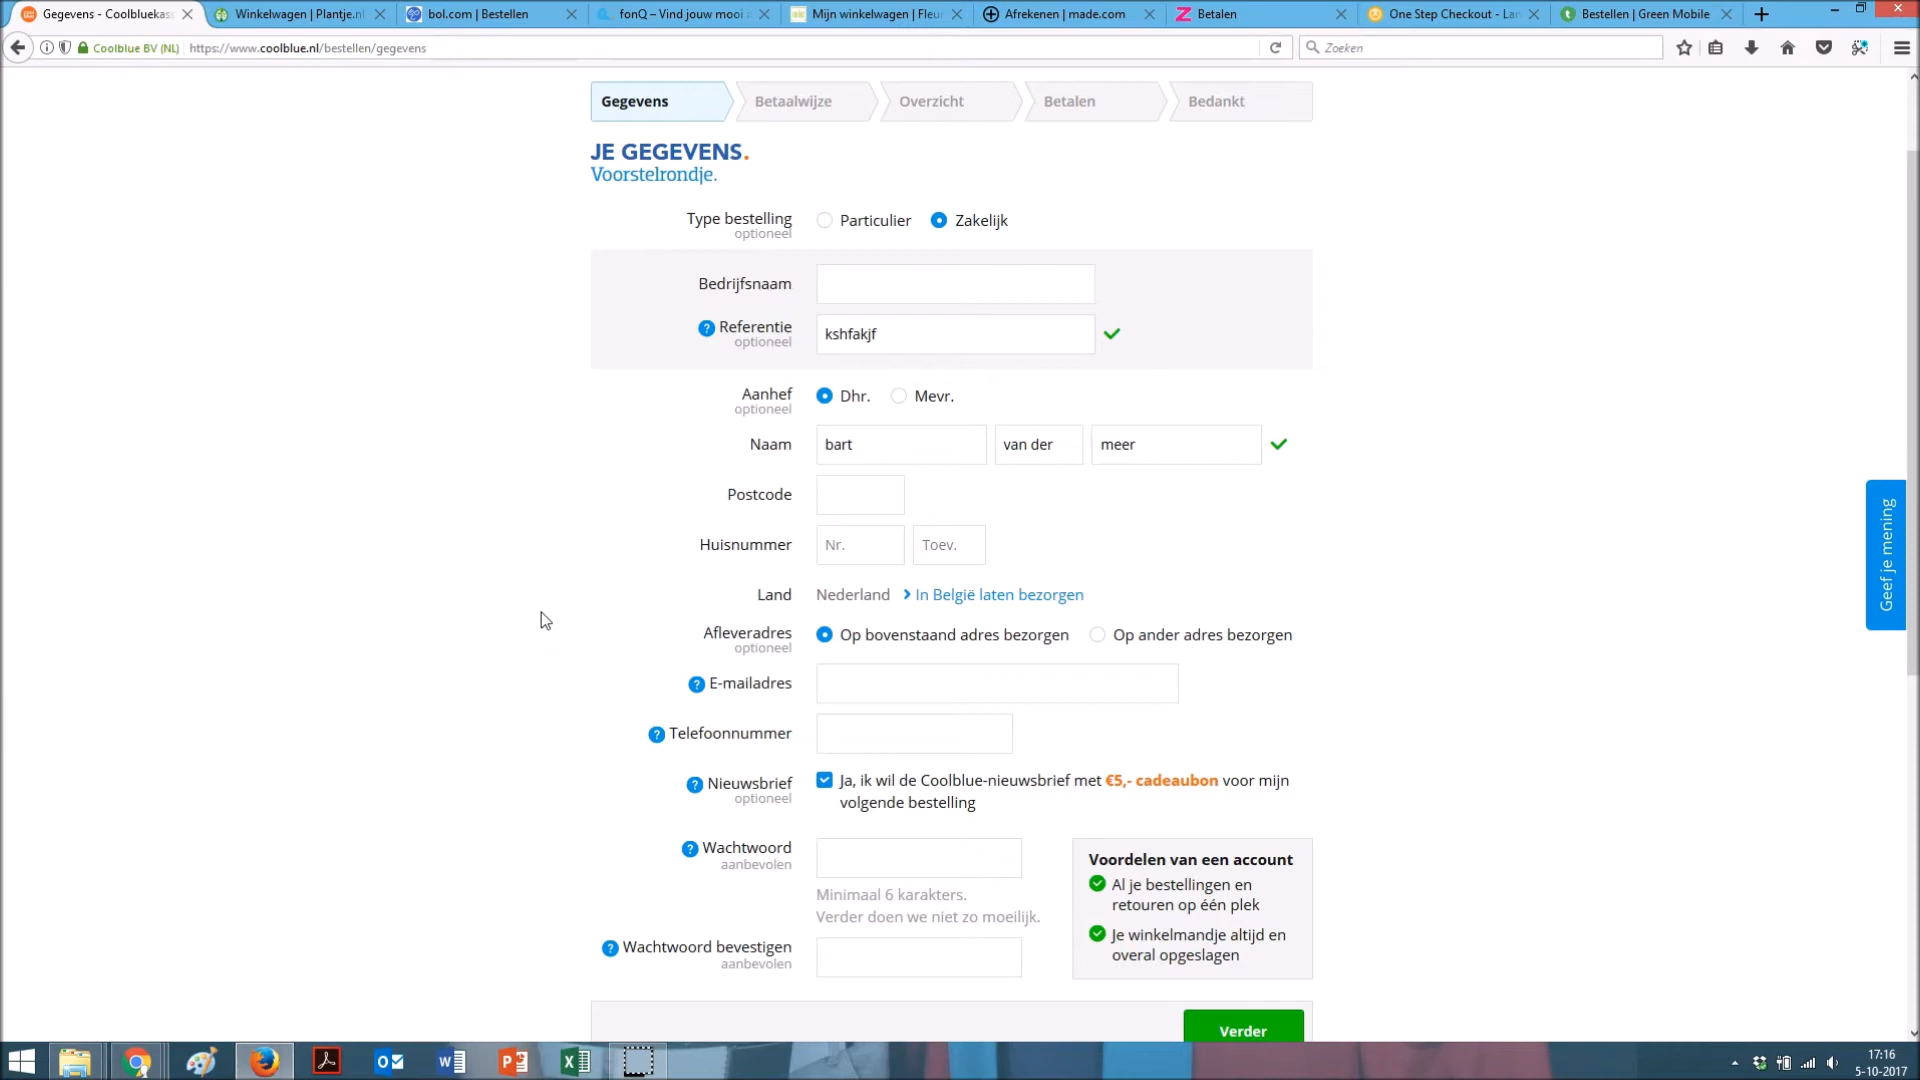 Gegevens - Coolbluekas
Winkelwagen | Plantje.nl
bol.com | Bestellen
fonQ – Vind jouw mooi
Mijn winkelwagen | Fleur
Afrekenen | made.com
Betalen
One Step Checkout - Lan
Bestellen | Green Mobile
Coolblue BV (NL)
https://www.coolblue.nl/bestellen/gegevens
Zoeken
Gegevens
Betaalwijze
Overzicht
Betalen
Bedankt
JE GEGEVENS.
Voorstelrondje.
Type bestelling
optioneel
Particulier
Zakelijk
Bedrijfsnaam
Referentie
optioneel
kshfakjf
Aanhef
optioneel
Dhr.
Mevr.
Naam
bart
van der
meer
Postcode
Huisnummer
Nr.
Toev.
Land
Nederland
In België laten bezorgen
Afleveradres
optioneel
Op bovenstaand adres bezorgen
Op ander adres bezorgen
E-mailadres
Telefoonnummer
Nieuwsbrief
optioneel
Ja, ik wil de Coolblue-nieuwsbrief met €5,- cadeaubon voor mijn
volgende bestelling
Wachtwoord
aanbevolen
Minimaal 6 karakters.
Verder doen we niet zo moeilijk.
Wachtwoord bevestigen
aanbevolen
Voordelen van een account
Al je bestellingen en
retouren op één plek
Je winkelmandje altijd en
overal opgeslagen
Verder
Geef je mening
17:16
5-10-2017